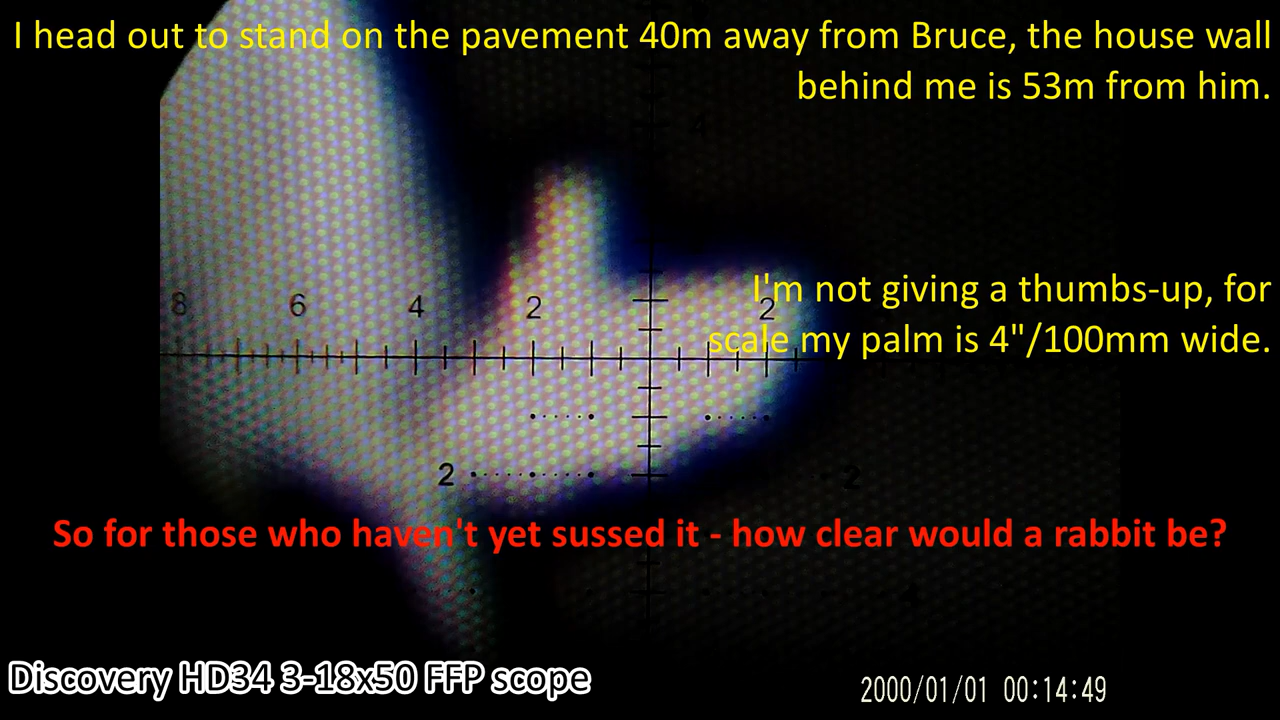 I head out to stand on the pavement 40m away from Bruce, the house wall
behind me is 53m from him.
4
I'm not giving a thumbs-up, for
8 6 4 2 2
scale my palm is 4"/100mm wide.
2 2
So for those who haven't yet sussed it - how clear would a rabbit be?
4
Discovery HD34 3-18x50 FFP scope
2000/01/01 00:14:49